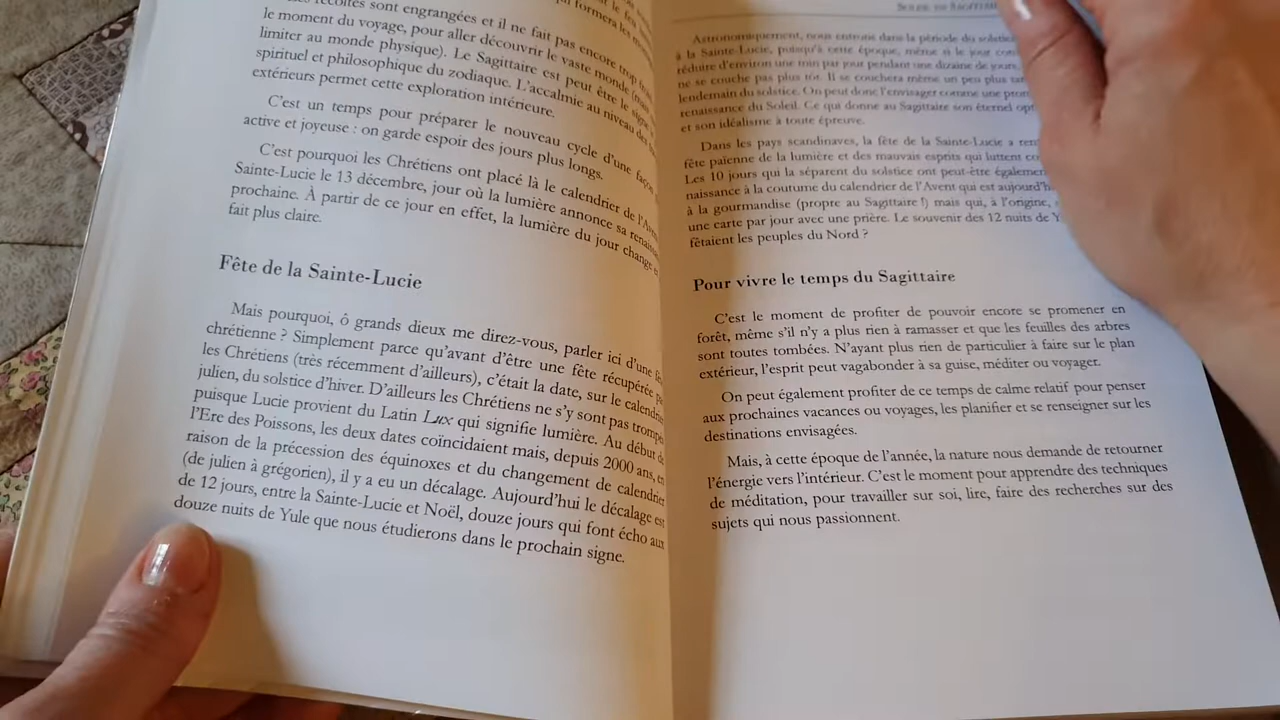 récoltes sont engrangées et il ne fait pas encore trop
le moment du voyage, pour aller découvrir le vaste monde
limiter au monde physique). Le Sagittaire est peut être le signe
spirituel et philosophique du zodiaque. L'accalmie au niveau des
extérieurs permet cette exploration intérieure.
C'est un temps pour préparer le nouveau cycle d'une façon
active et joyeuse : on garde espoir des jours plus longs.
C'est pourquoi les Chrétiens ont placé là le calendrier de l'Avent
Sainte-Lucie le 13 décembre, jour où la lumière annonce sa
prochaine. À partir de ce jour en effet, la lumière du jour change
fait plus claire.
Fête de la Sainte-Lucie
Mais pourquoi, ô grands dieux me direz-vous, parler ici d'une
chrétienne ? Simplement parce qu'avant d'être une fête récupérée
les Chrétiens (très récemment d'ailleurs), c'était la date, sur le calendrier
julien, du solstice d'hiver. D'ailleurs les Chrétiens ne s'y sont pas trompés
puisque Lucie provient du Latin Lux qui signifie lumière. Au début de
l'Ere des Poissons, les deux dates coïncidaient mais, depuis 2000 ans, en
raison de la précession des équinoxes et du changement de calendrier
(de julien à grégorien), il y a eu un décalage. Aujourd'hui le décalage est
de 12 jours, entre la Sainte-Lucie et Noël, douze jours qui font écho aux
douze nuits de Yule que nous étudierons dans le prochain signe.
Astronomiquement, nous entrons dans la période du solstice
à la Sainte-Lucie, puisqu'à cette époque, même si le jour
réduire d'environ une min par jour pendant une dizaine de jours,
ne se couche pas plus tôt. Il se couchera même un peu plus
lendemain du solstice. On peut donc l'envisager comme une
renaissance du Soleil. Ce qui donne au Sagittaire son éternel
et son idéalisme à toute épreuve.
Dans les pays scandinaves, la fête de la Sainte-Lucie a
fête païenne de la lumière et des mauvais esprits qui luttent
Les 10 jours qui la séparent du solstice ont peut-être
naissance à la coutume du calendrier de l'Avent qui est
à la gourmandise (propre au Sagittaire !) mais qui, à l'origine,
une carte par jour avec une prière. Le souvenir des 12 nuits de
fêtaient les peuples du Nord ?
Pour vivre le temps du Sagittaire
C'est le moment de profiter de pouvoir encore se promener en
forêt, même s'il n'y a plus rien à ramasser et que les feuilles des arbres
sont toutes tombées. N'ayant plus rien de particulier à faire sur le plan
extérieur, l'esprit peut vagabonder à sa guise, méditer ou voyager.
On peut également profiter de ce temps de calme relatif pour penser
aux prochaines vacances ou voyages, les planifier et se renseigner sur les
destinations envisagées.
Mais, à cette époque de l'année, la nature nous demande de retourner
l'énergie vers l'intérieur. C'est le moment pour apprendre des techniques
de méditation, pour travailler sur soi, lire, faire des recherches sur des
sujets qui nous passionnent.